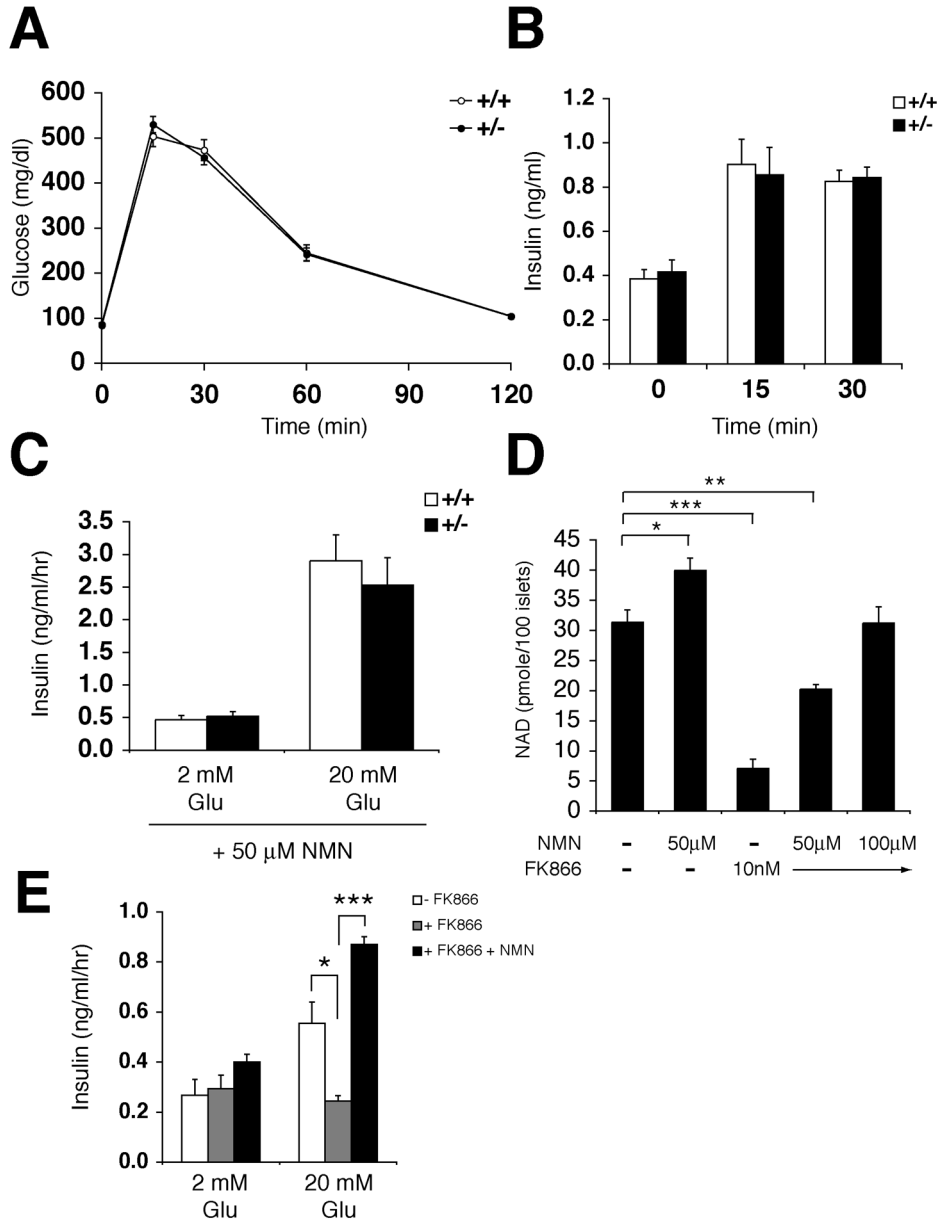 A
Glucose (mg/dl)
600
500
400
300
200
100
0
0 30 60 90 120
Time (min)
+/+
+/-
B
Insulin (ng/ml)
1.2
1.0
0.8
0.6
0.4
0.2
0.0
0 15 30
Time (min)
+/+
+/-
C
Insulin (ng/ml/hr)
3.5
3.0
2.5
2.0
1.5
1.0
0.5
0.0
+/+
+/-
2 mM 20 mM
Glu Glu
+ 50 μM NMN
D
**
***
*
NAD (pmole/100 islets)
45
40
35
30
25
20
15
10
5
0
NMN - 50μM - 50μM 100μM
FK866 - - 10nM
E
Insulin (ng/ml/hr)
1.0
0.8
0.6
0.4
0.2
0.0
***
*
- FK866
+ FK866
+ FK866 + NMN
2 mM 20 mM
Glu Glu